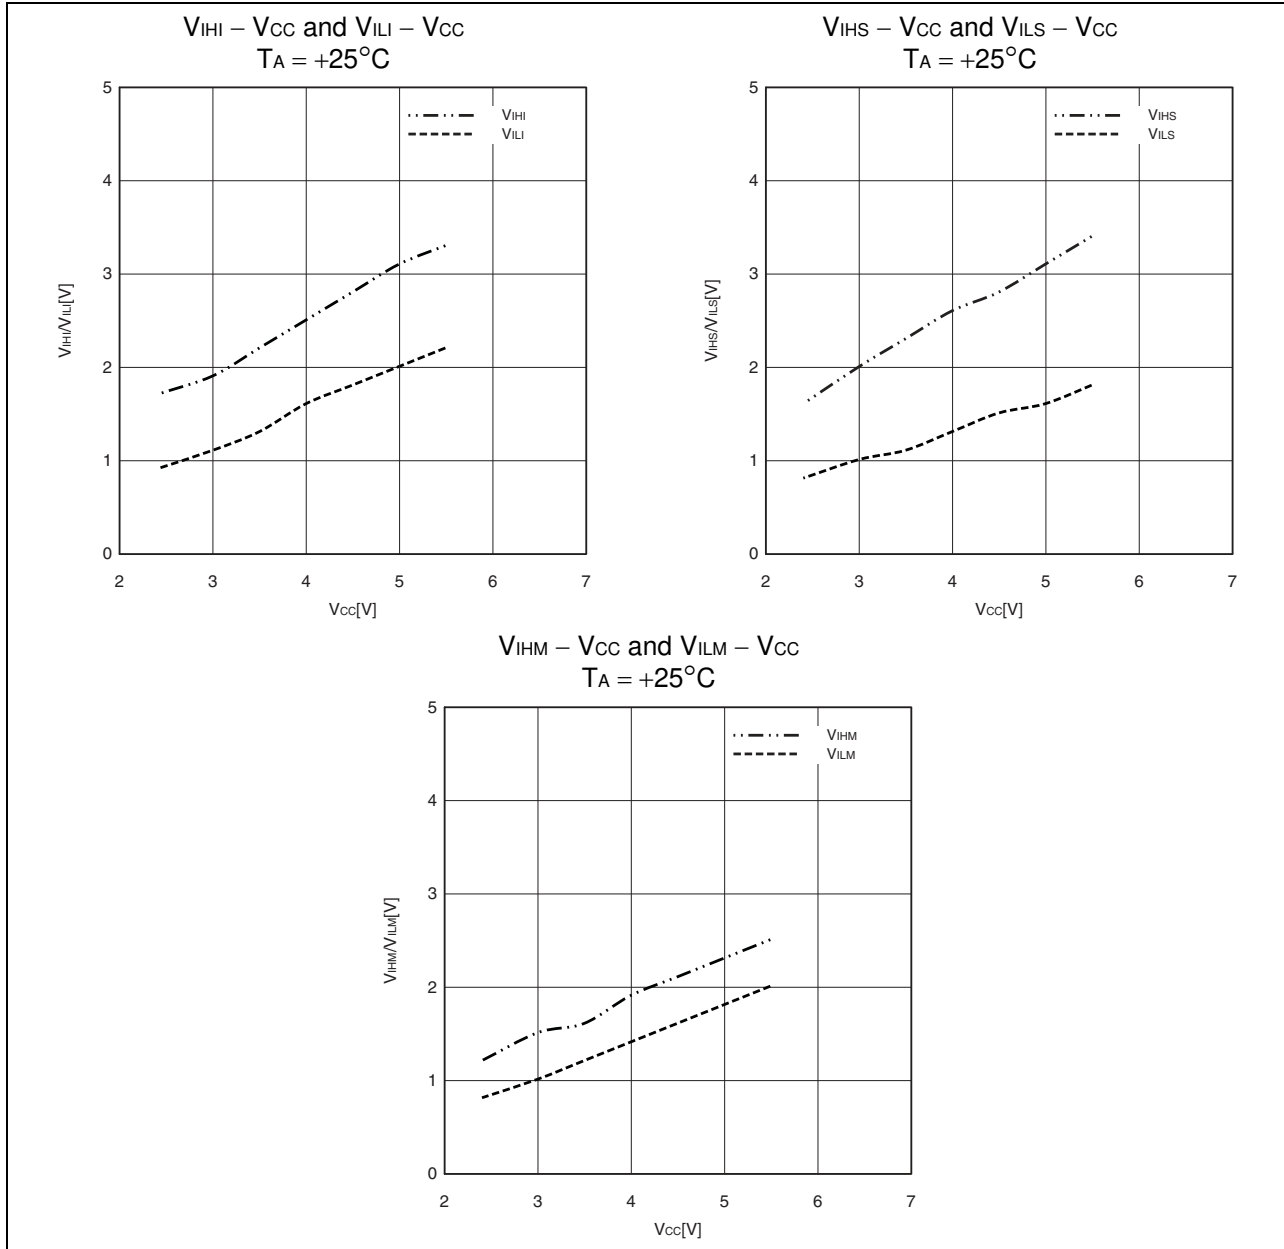 VIHI – VCC and VILI – VCC
TA = +25°C
5
4
3
2
1
0
2 3 4 5 6 7
VIHI/VILI[V]
VCC[V]
VIHI
VILI
VIHS – VCC and VILS – VCC
TA = +25°C
5
4
3
2
1
0
2 3 4 5 6 7
VIHS/VILS[V]
VCC[V]
VIHS
VILS
VIHM – VCC and VILM – VCC
TA = +25°C
5
4
3
2
1
0
2 3 4 5 6 7
VIHM/VILM[V]
VCC[V]
VIHM
VILM